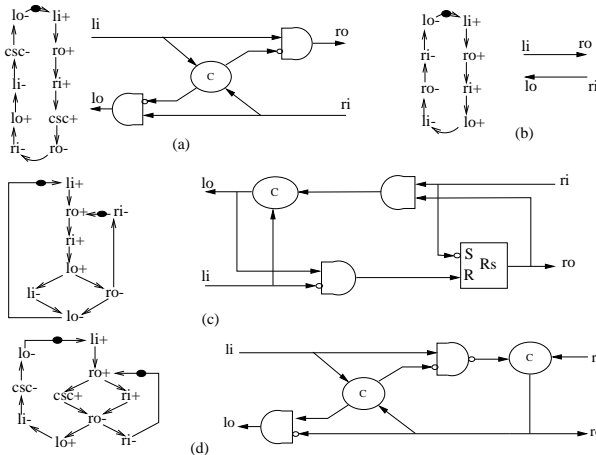 lo- li+
csc- ro+
li- ri+
lo+ csc+
ri- ro-
li ro
C
lo ri
(a)
lo- li+
ri- ro+
ro- ri+
li- lo+
li ro
lo ri
(b)
li+
ro+ ri-
ri+
lo+
li- ro-
lo-
lo C ri
S
Rs
R
li ro
(c)
lo- li+
ro+
csc- csc+ ri+
li- ro-
lo+ ri-
li C r
C
lo ro
(d)